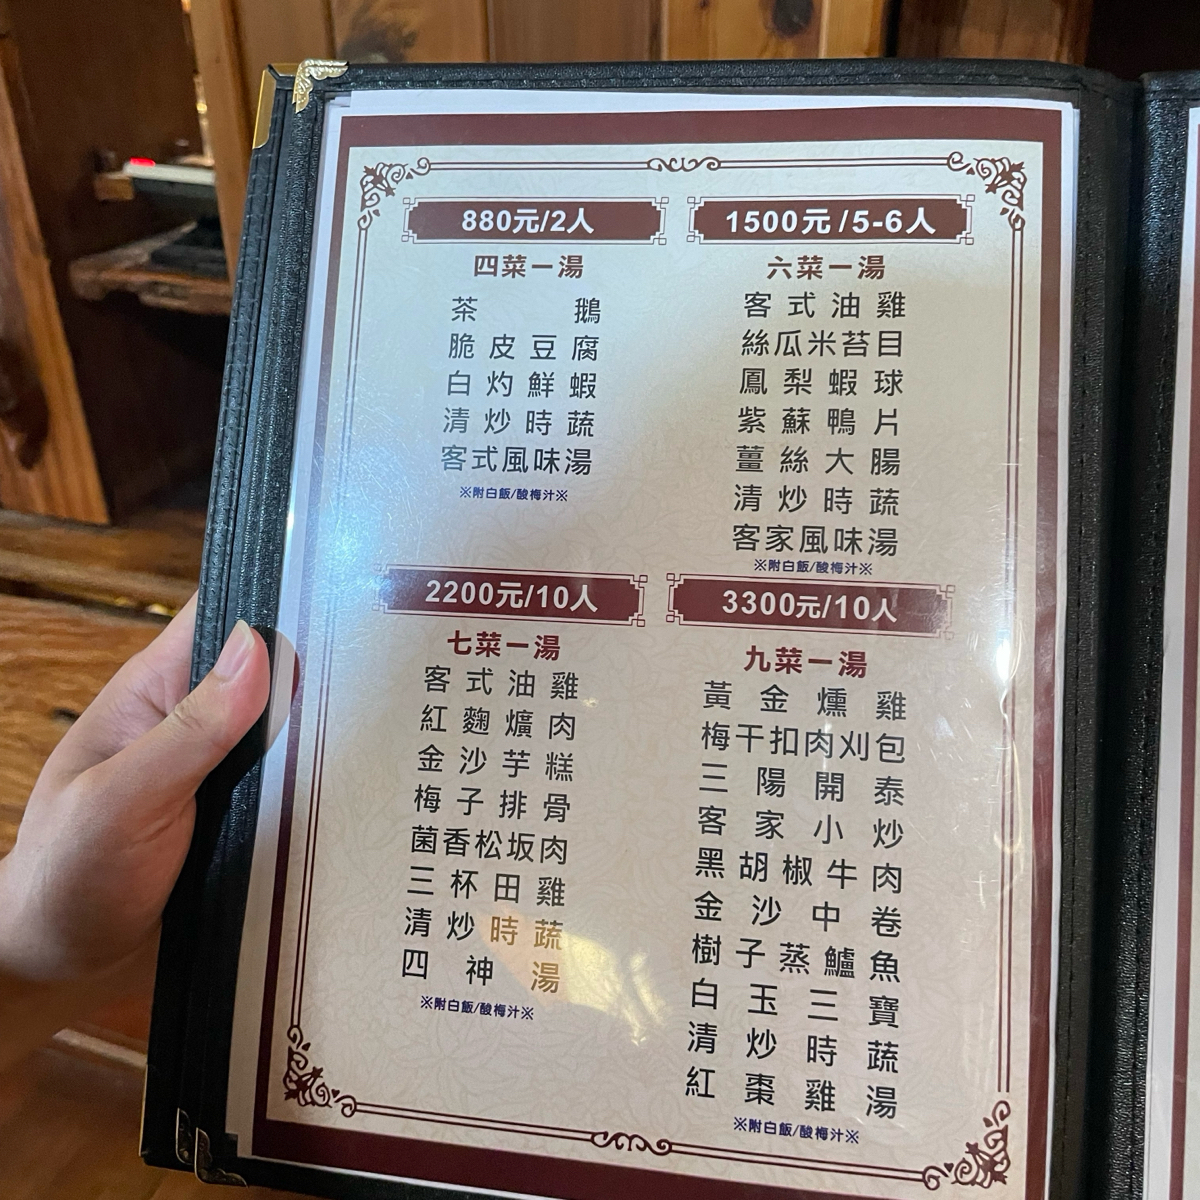 880元/2人
四菜一湯
茶鵝
脆皮豆腐
白灼鮮蝦
清炒時蔬
客式風味湯
※附白飯/酸梅汁※
1500元/5-6人
六菜一湯
客式油雞
絲瓜米苔目
鳳梨蝦球
紫蘇鴨片
薑絲大腸
清炒時蔬
客家風味湯
※附白飯/酸梅汁※
2200元/10人
七菜一湯
客式油雞
紅麴爌肉
金沙芋糕
梅子排骨
菌香松坂肉
三杯田雞
清炒時蔬
四神湯
※附白飯/酸梅汁※
3300元/10人
九菜一湯
黃金燻雞
梅干扣肉刈包
三陽開泰
客家小炒
黑胡椒牛肉
金沙中卷
樹子蒸鱸魚
白玉三寶
清炒時蔬
紅棗雞湯
※附白飯/酸梅汁※